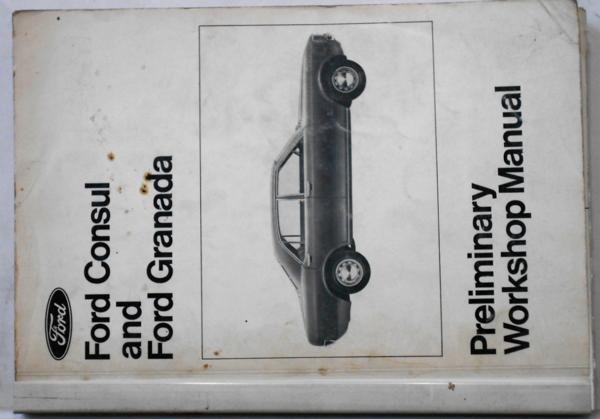 Ford
Ford Consul
and
Ford Granada
Preliminary
Workshop Manual